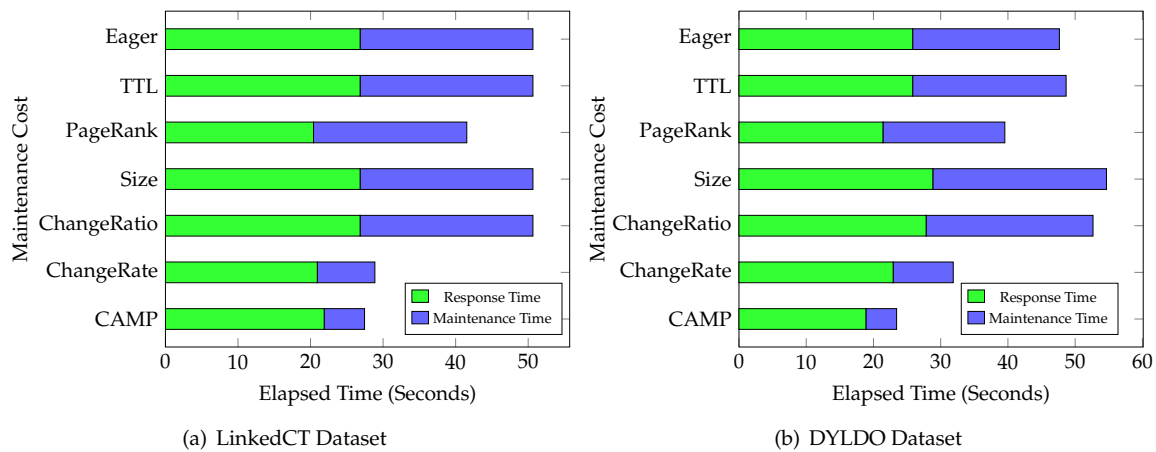 Maintenance Cost
Eager
TTL
PageRank
Size
ChangeRatio
ChangeRate
CAMP
Response Time
Maintenance Time
0 10 20 30 40 50
Elapsed Time (Seconds)
(a) LinkedCT Dataset
Maintenance Cost
Eager
TTL
PageRank
Size
ChangeRatio
ChangeRate
CAMP
Response Time
Maintenance Time
0 10 20 30 40 50 60
Elapsed Time (Seconds)
(b) DYLDO Dataset